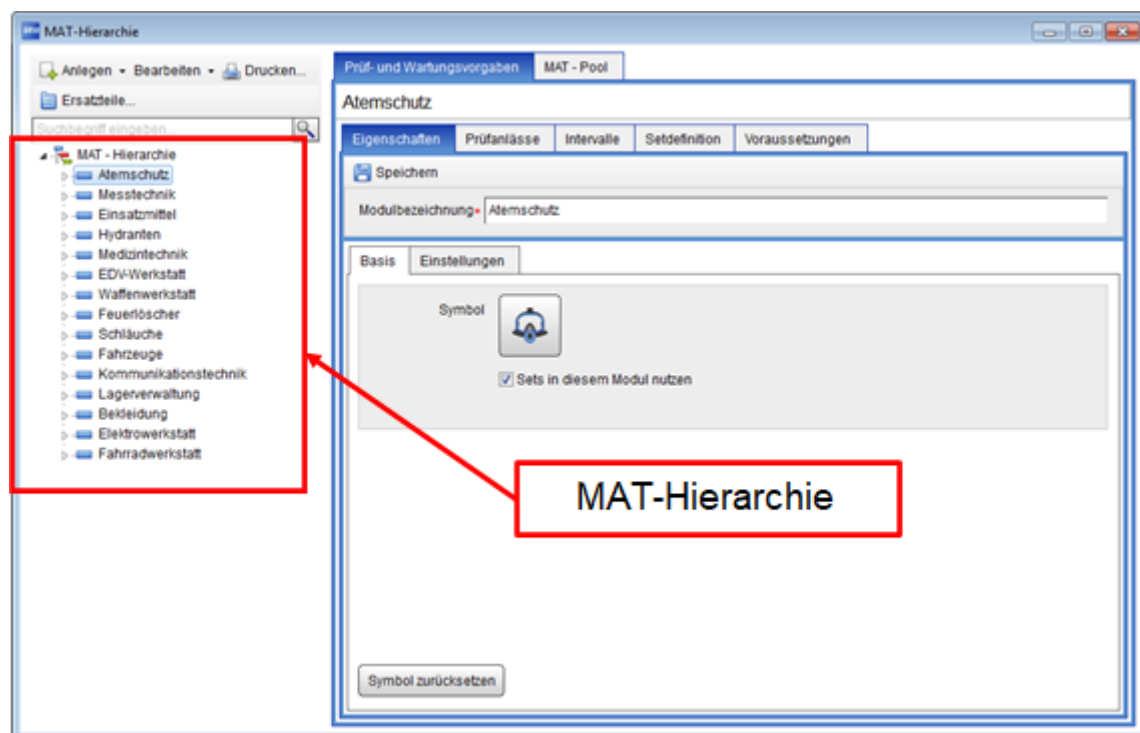 MAT-Hierarchie
Anlegen Bearbeiten Drucken...
Ersatzteile...
Suchbegriff eingeben...
MAT - Hierarchie
Atemschutz
Messtechnik
Einsatzmittel
Hydranten
Medizintechnik
EDV-Werkstatt
Waffenwerkstatt
Feuerlöscher
Schläuche
Fahrzeuge
Kommunikationstechnik
Lagerverwaltung
Bekleidung
Elektrowerkstatt
Fahrradwerkstatt
Prüf- und Wartungsvorgaben MAT - Pool
Atemschutz
Eigenschaften Prüfanlässe Intervalle Setdefinition Voraussetzungen
Speichern
Modulbezeichnung* Atemschutz
Basis Einstellungen
Symbol
Sets in diesem Modul nutzen
MAT-Hierarchie
Symbol zurücksetzen